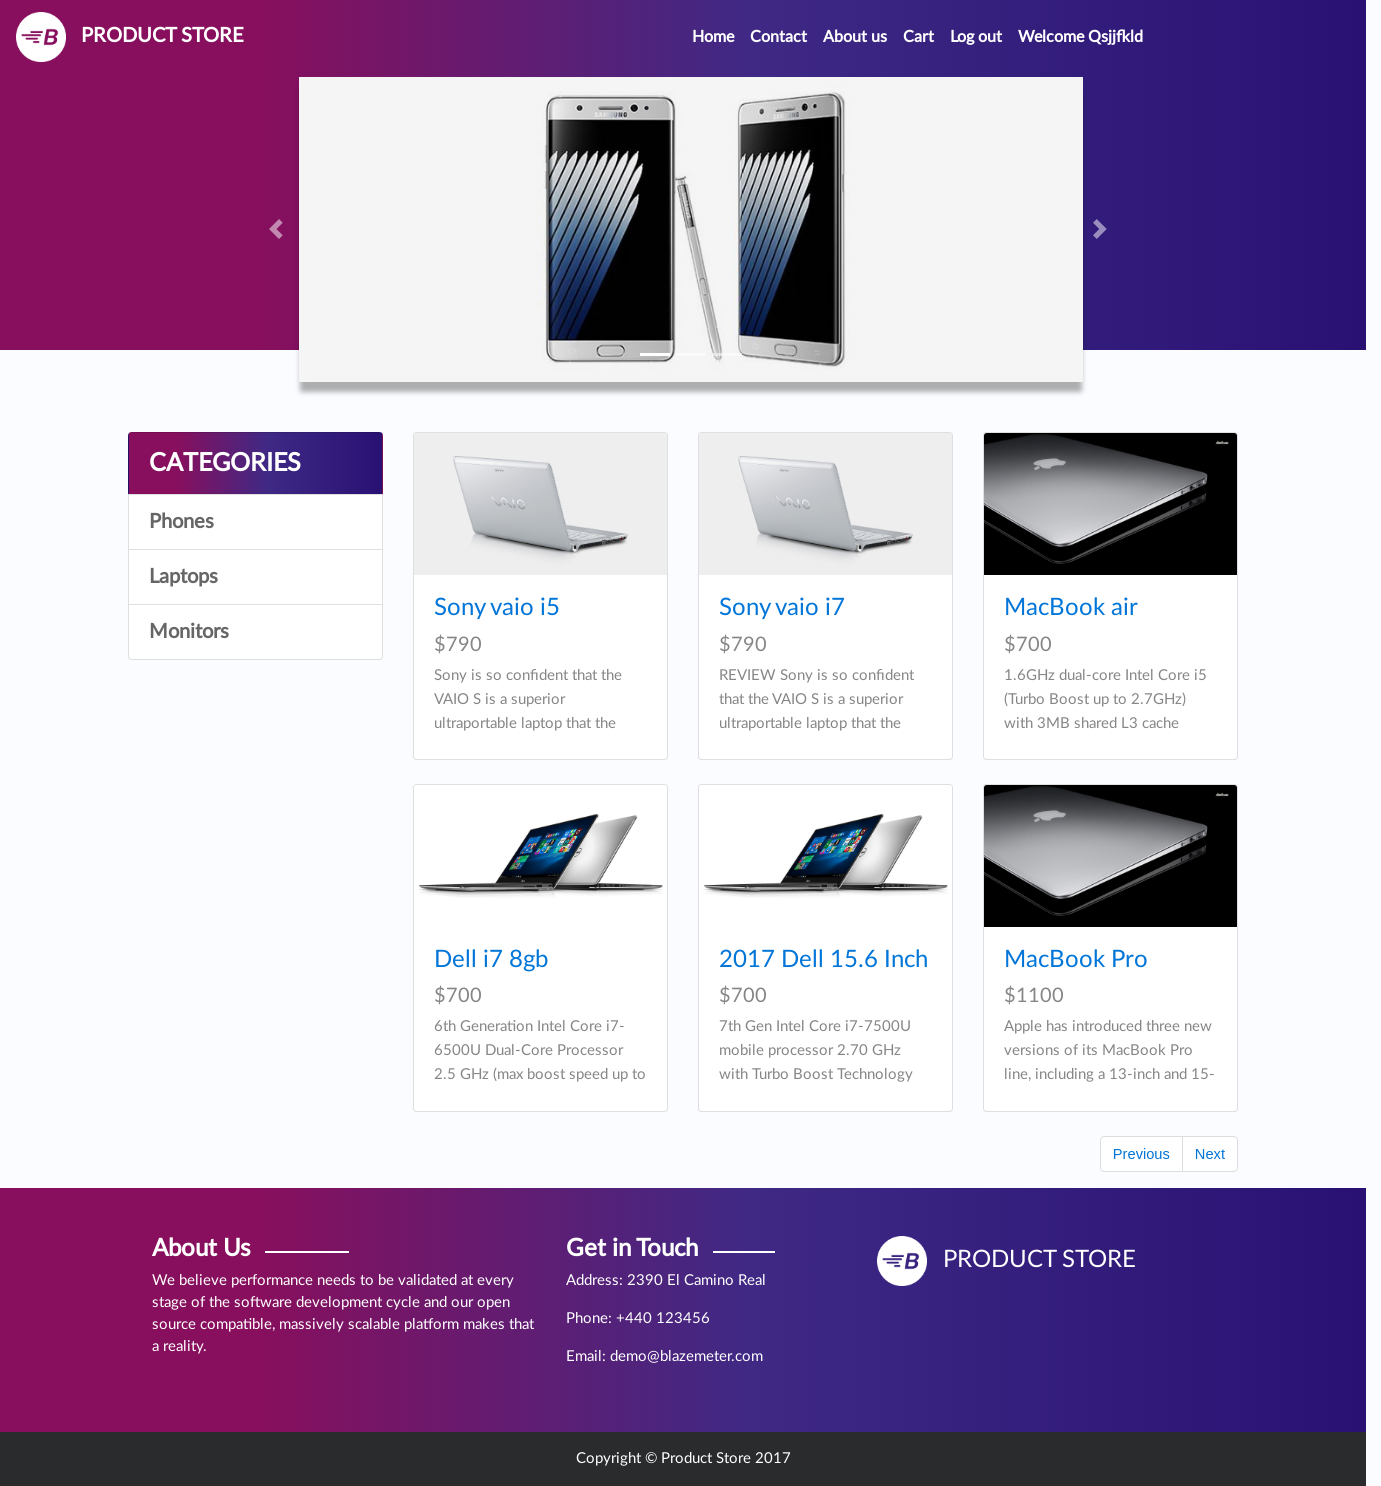 PRODUCT STORE
Home Contact About us Cart Log out Welcome Qsjjfkld
SAMSUNG
SAMSUNG
CATEGORIES
Phones
Laptops
Monitors
VAIO
Sony vaio i5
$790
Sony is so confident that the
VAIO S is a superior
ultraportable laptop that the
VAIO
Sony vaio i7
$790
REVIEW Sony is so confident
that the VAIO S is a superior
ultraportable laptop that the
MacBook air
$700
1.6GHz dual-core Intel Core i5
(Turbo Boost up to 2.7GHz)
with 3MB shared L3 cache
Dell i7 8gb
$700
6th Generation Intel Core i7-
6500U Dual-Core Processor
2.5 GHz (max boost speed up to
2017 Dell 15.6 Inch
$700
7th Gen Intel Core i7-7500U
mobile processor 2.70 GHz
with Turbo Boost Technology
MacBook Pro
$1100
Apple has introduced three new
versions of its MacBook Pro
line, including a 13-inch and 15-
Previous Next
About Us
We believe performance needs to be validated at every
stage of the software development cycle and our open
source compatible, massively scalable platform makes that
a reality.
Get in Touch
Address: 2390 El Camino Real
Phone: +440 123456
Email: demo@blazemeter.com
PRODUCT STORE
Copyright © Product Store 2017